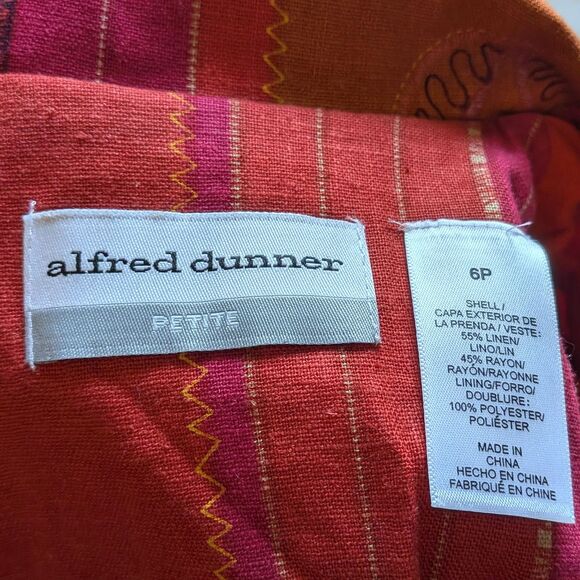 alfred dunner
PETITE
6P
SHELL/
CAPA EXTERIOR DE
LA PRENDA / VESTE:
55% LINEN/
LINO/LIN
45% RAYON/
RAYÓN/RAYONNE
LINING/FORRO/
DOUBLURE:
100% POLYESTER/
POLIÉSTER
MADE IN
CHINA
HECHO EN CHINA
FABRIQUÉ EN CHINE